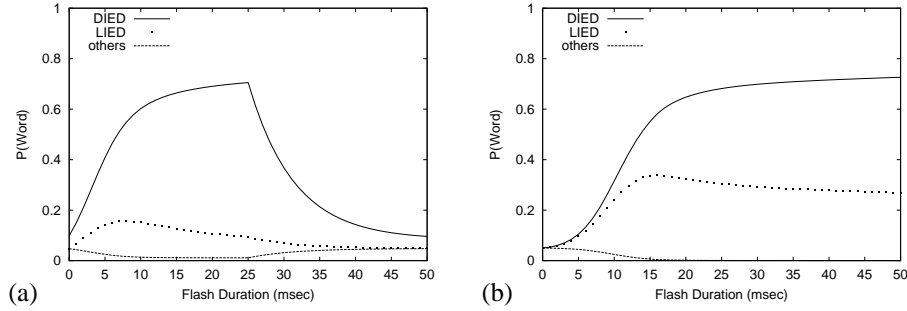 1
0.8
0.6
0.4
0.2
0
P(Word)
DIED
LIED
others
0 5 10 15 20 25 30 35 40 45 50
Flash Duration (msec)
(a)
1
0.8
0.6
0.4
0.2
0
P(Word)
DIED
LIED
others
0 5 10 15 20 25 30 35 40 45 50
Flash Duration (msec)
(b)